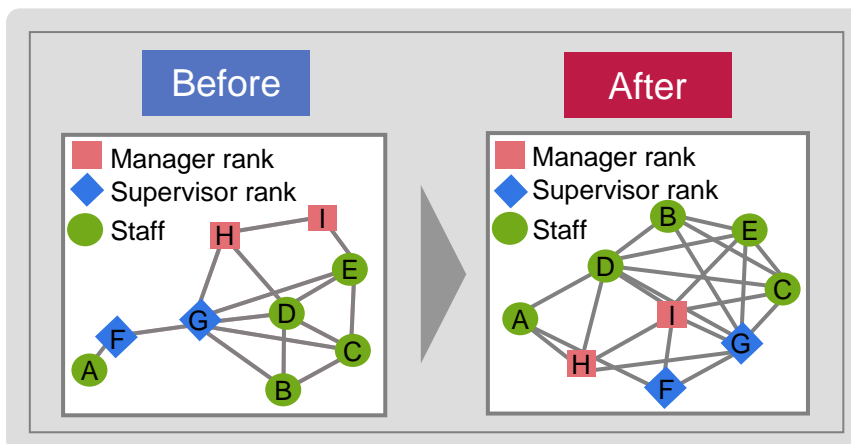 Before
After
Manager rank
Supervisor rank
Staff
I
H
E
D
G
F
C
A
B
Manager rank
Supervisor rank
Staff
B
E
D
C
A
I
G
H
F